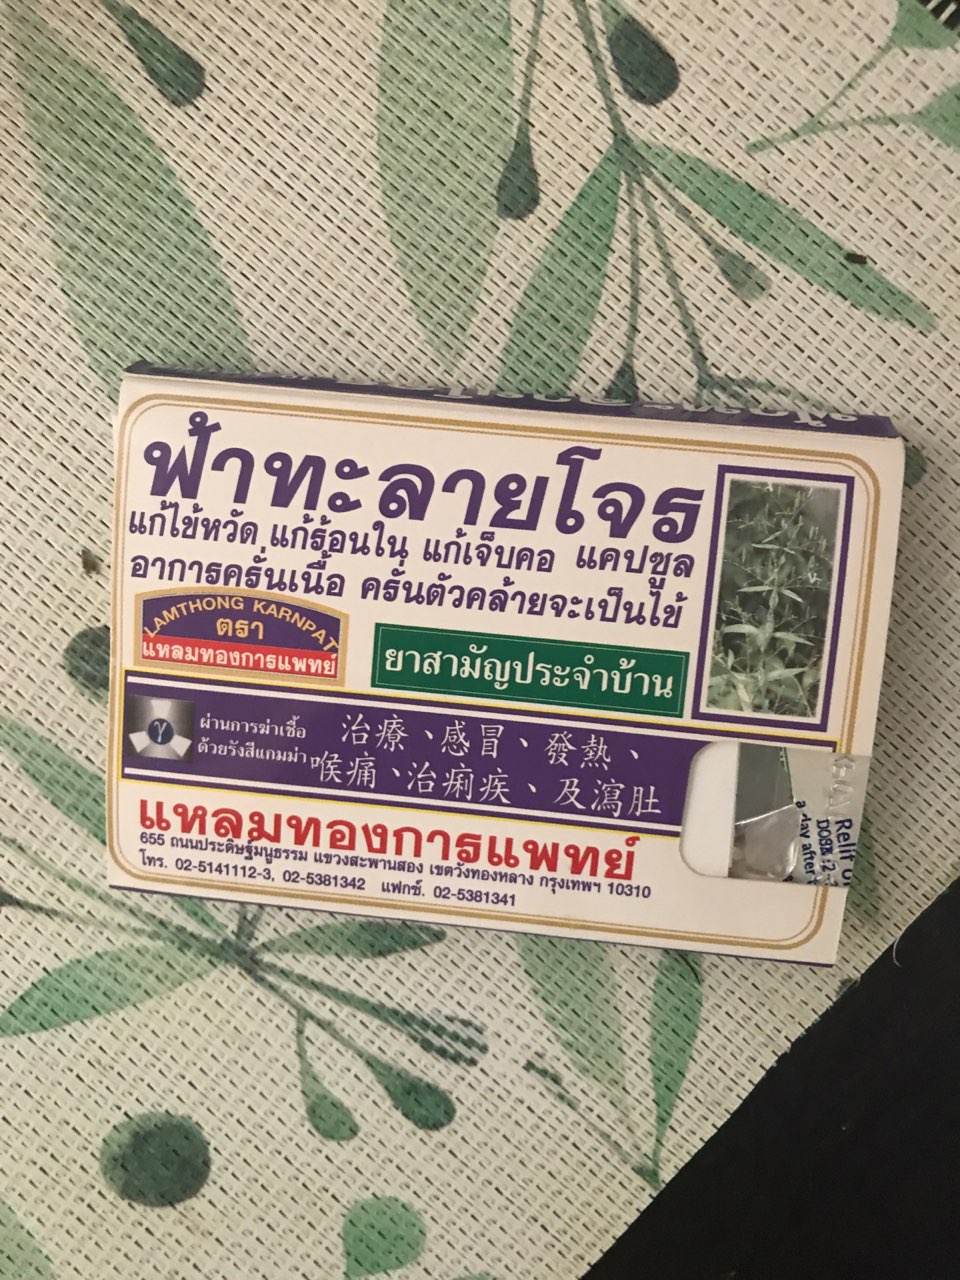 ฟ้าทะลายโจร
แก้ไข้หวัด แก้ร้อนใน แก้เจ็บคอ แคปซูล
อาการครั่นเนื้อ ครั่นตัวคล้ายจะเป็นไข้
LAMTHONG KARNPAT
ตรา
แหลมทองการแพทย์
ยาสามัญประจำบ้าน
γ
ผ่านการฆ่าเชื้อ
ด้วยรังสีแกมม่า
治療、感冒、發熱、
喉痛、治痢疾、及瀉肚
แหลมทองการแพทย์
655 ถนนประดิษฐ์มนูธรรม แขวงสะพานสอง เขตวังทองหลาง กรุงเทพฯ 10310
โทร. 02-5141112-3, 02-5381342 แฟกซ์. 02-5381341
a day after